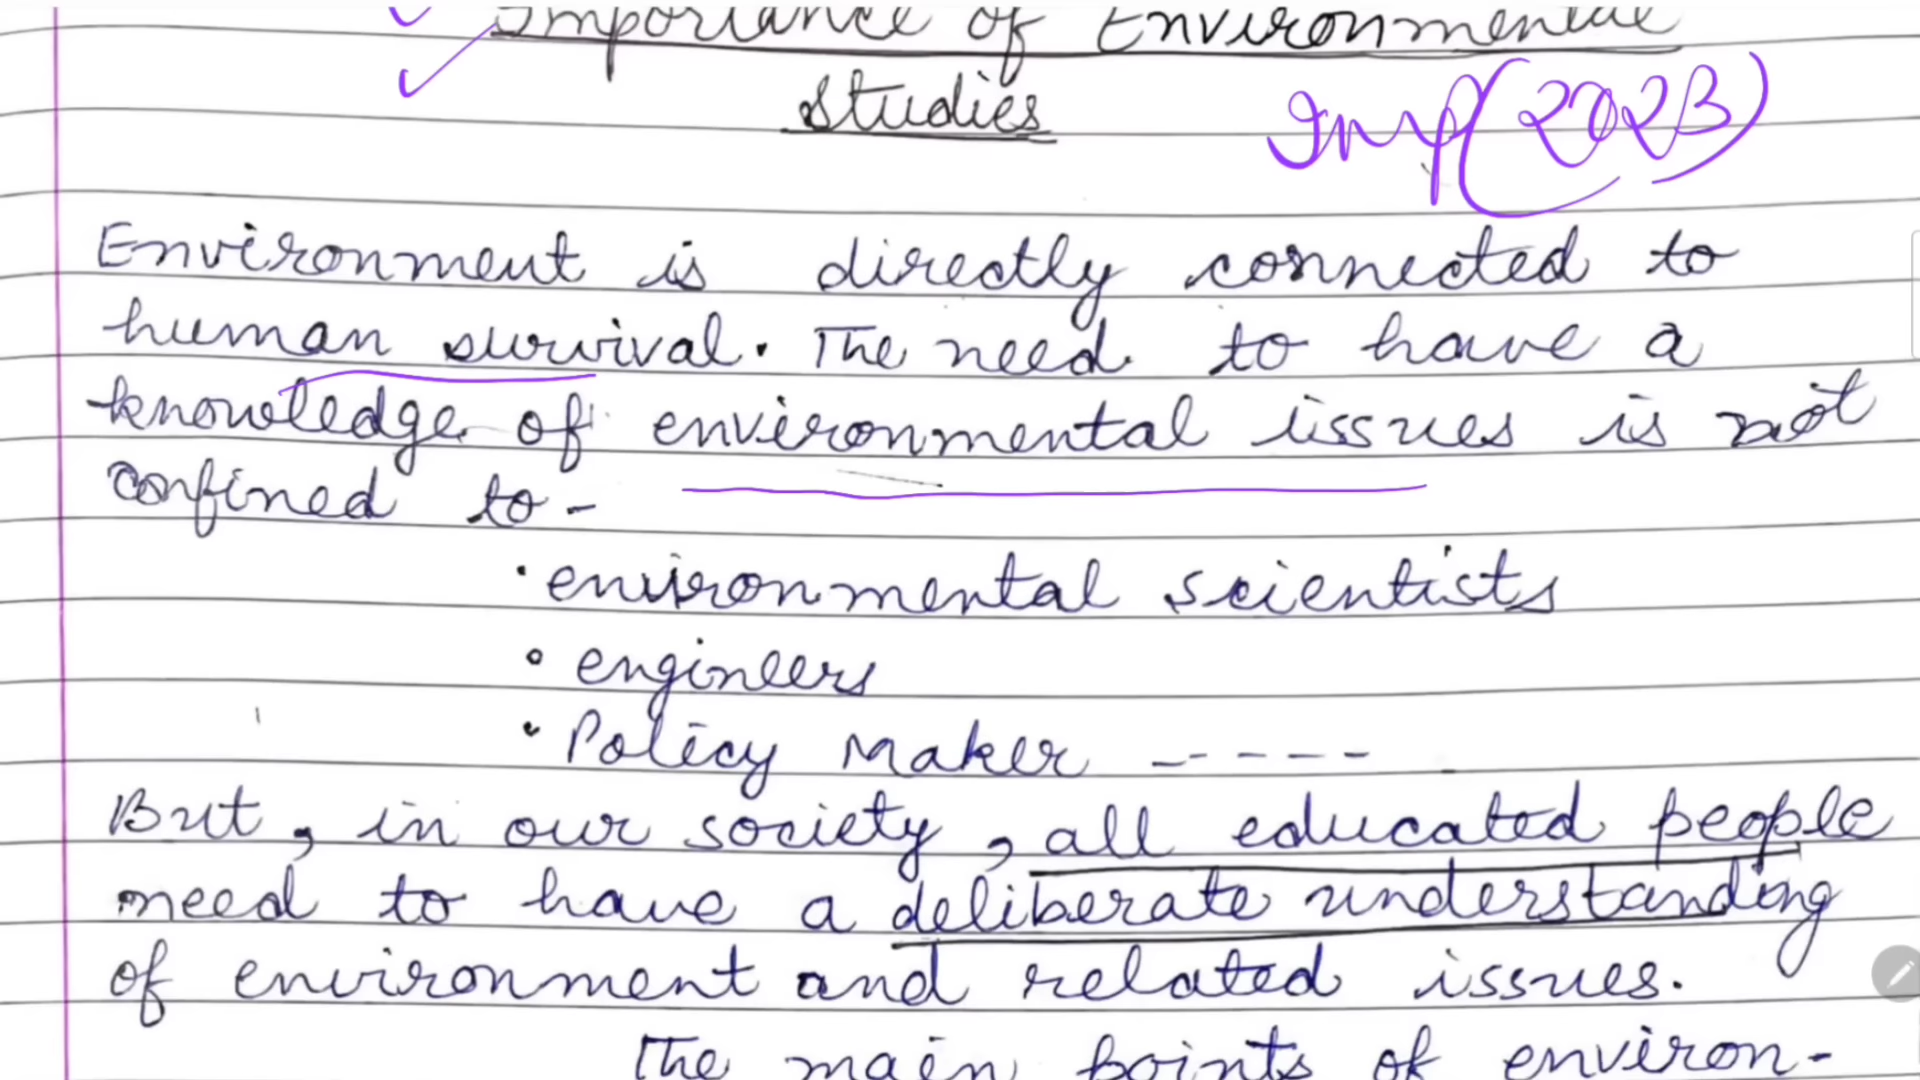 Importance of Environmental
Studies
Imp (2023)
Environment is directly connected to
human survival. The need to have a
knowledge of environmental issues is not
confined to -
• environmental scientists
• engineers
• Policy Maker -----
But, in our society, all educated people
need to have a deliberate understanding
of environment and related issues.
The main points of environ-